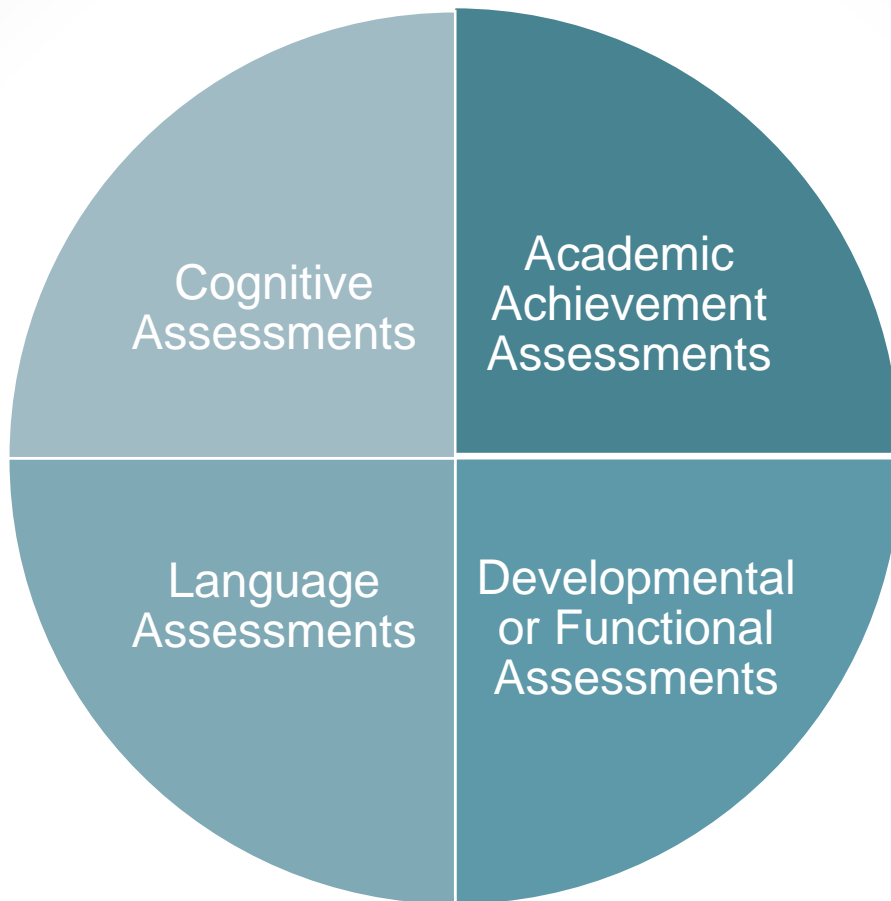 Cognitive
Assessments
Academic
Achievement
Assessments
Language
Assessments
Developmental
or Functional
Assessments